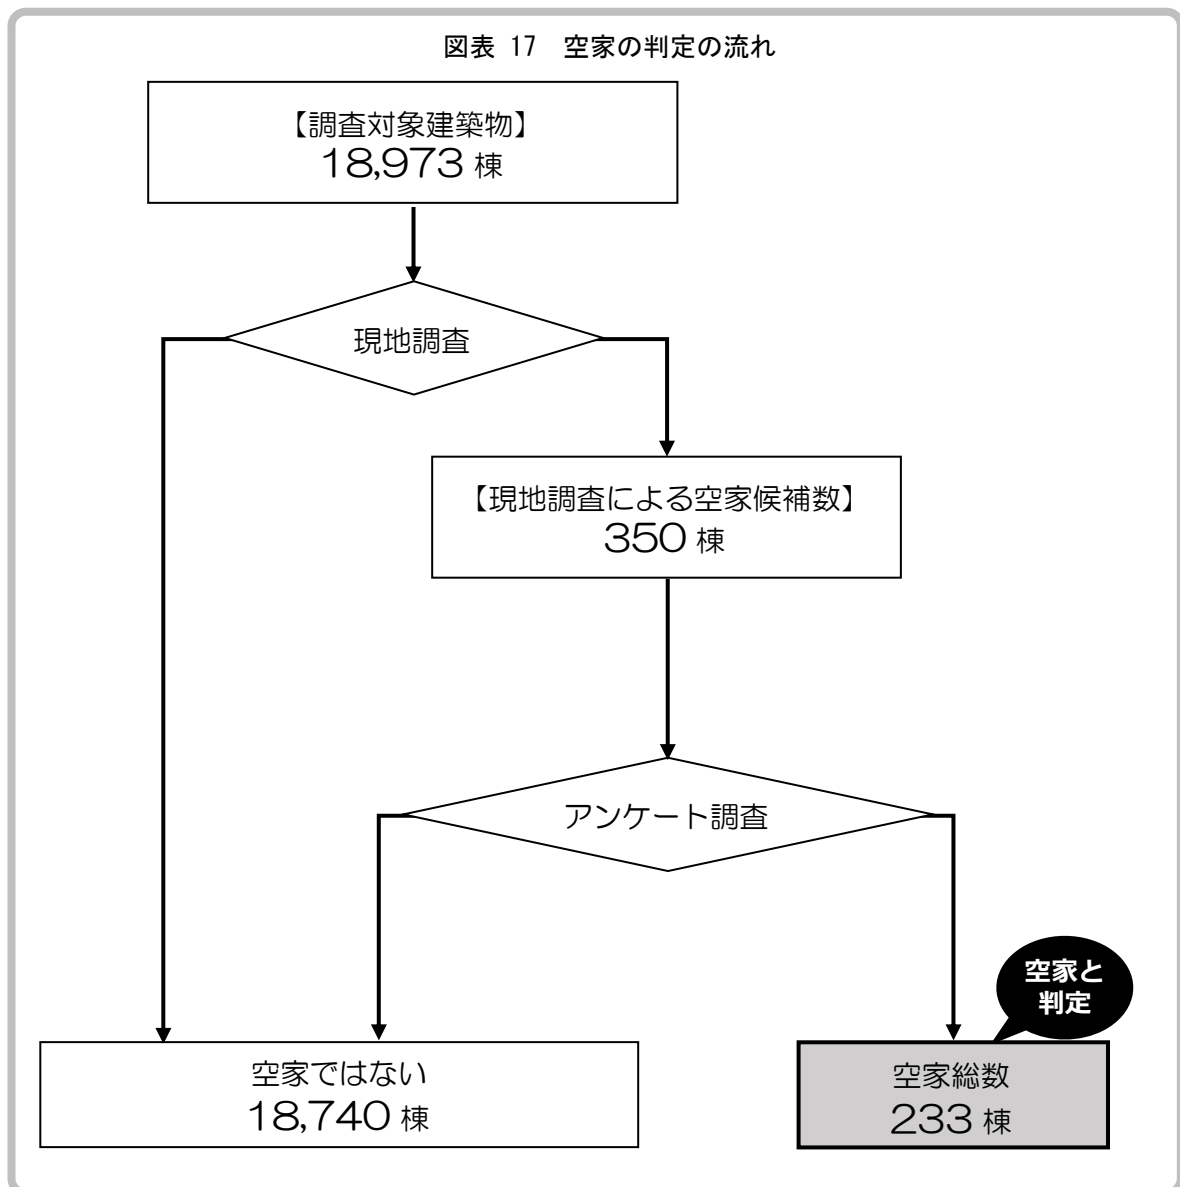 図表 17　空家の判定の流れ
【調査対象建築物】
18,973 棟
現地調査
【現地調査による空家候補数】
350 棟
アンケート調査
空家と
判定
空家ではない
18,740 棟
空家総数
233 棟